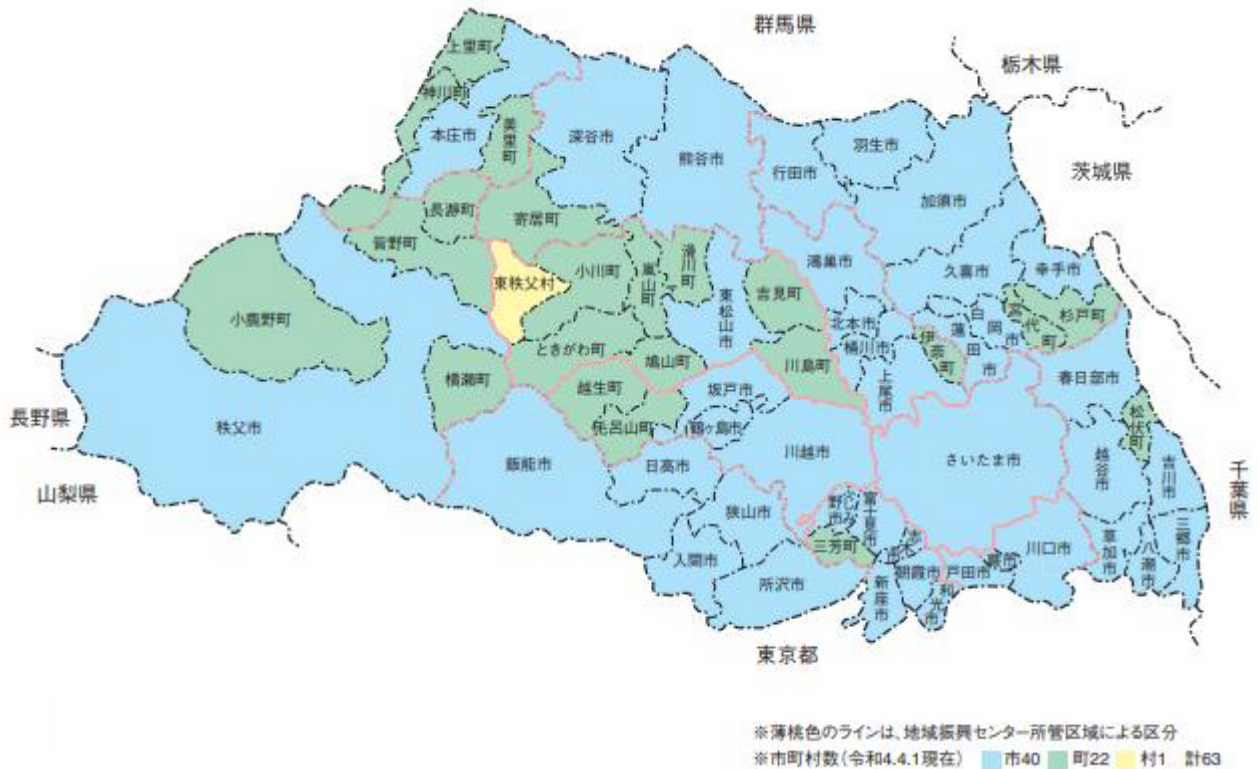 群馬県
栃木県
茨城県
千葉県
東京都
山梨県
長野県
上里町
神川町
本庄市
美里町
深谷市
熊谷市
行田市
羽生市
加須市
長瀞町
寄居町
皆野町
小鹿野町
東秩父村
小川町
嵐山町
滑川町
東松山市
吉見町
鴻巣市
久喜市
幸手市
北本市
桶川市
伊奈町
蓮田市
白岡市
宮代町
杉戸町
ときがわ町
鳩山町
川島町
上尾市
春日部市
横瀬町
越生町
毛呂山町
坂戸市
鶴ヶ島市
川越市
さいたま市
松伏町
越谷市
吉川市
秩父市
飯能市
日高市
狭山市
ふじみ野市
富士見市
三芳町
志木市
入間市
所沢市
新座市
朝霞市
和光市
戸田市
蕨市
川口市
草加市
八潮市
三郷市
※薄桃色のラインは、地域振興センター所管区域による区分
※市町村数(令和4.4.1現在) 市40 町22 村1 計63